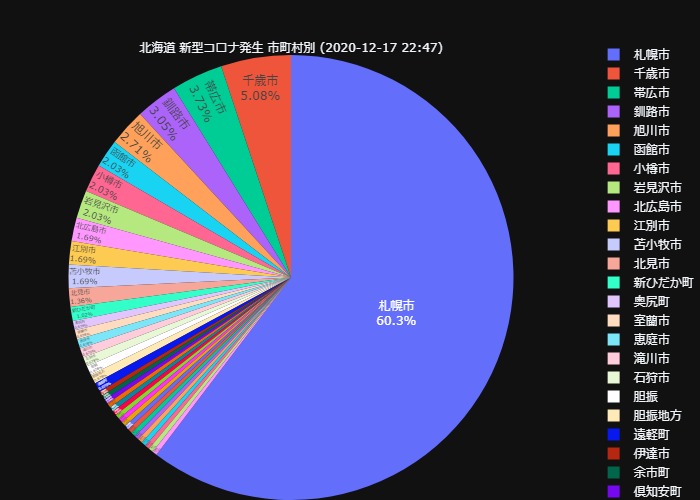 北海道 新型コロナ発生 市町村別 (2020-12-17 22:47)
札幌市
60.3%
千歳市
5.08%
帯広市
3.73%
釧路市
3.05%
旭川市
2.71%
函館市
2.03%
小樽市
2.03%
岩見沢市
2.03%
北広島市
1.69%
江別市
1.69%
苫小牧市
1.69%
北見市
1.36%
札幌市
千歳市
帯広市
釧路市
旭川市
函館市
小樽市
岩見沢市
北広島市
江別市
苫小牧市
北見市
新ひだか町
奥尻町
室蘭市
恵庭市
滝川市
石狩市
胆振
胆振地方
遠軽町
伊達市
余市町
倶知安町